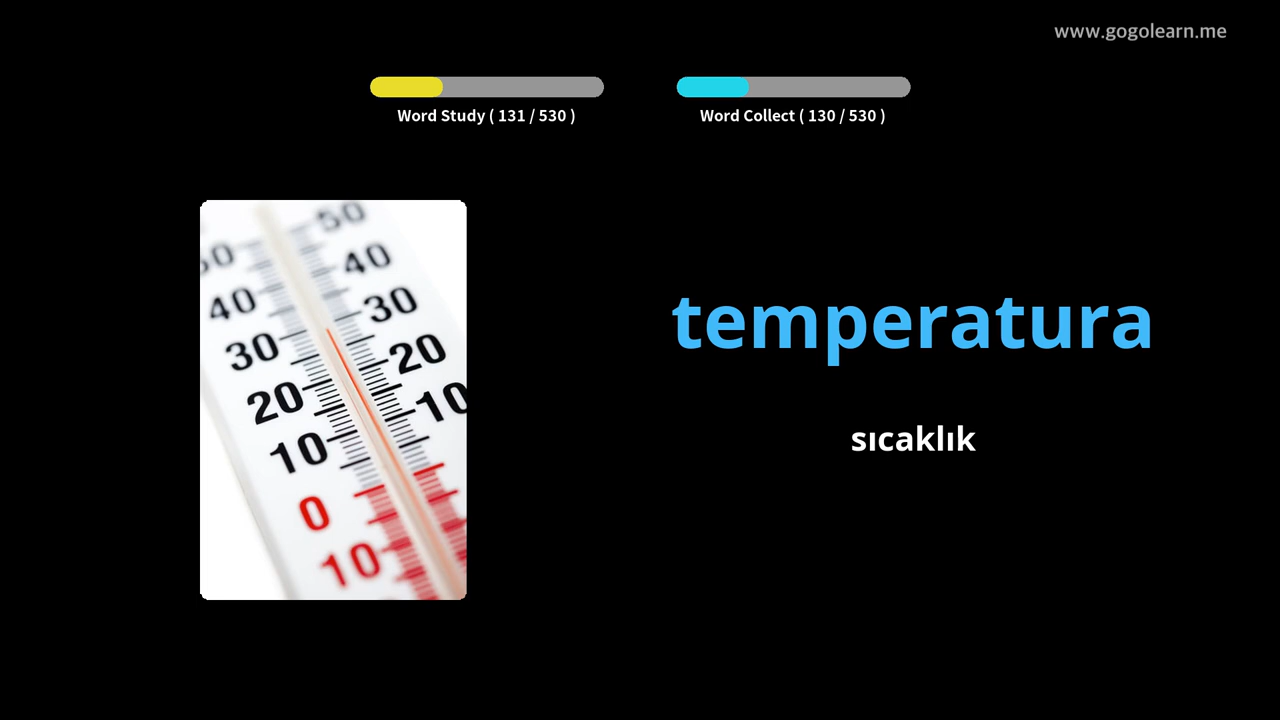 www.gogolearn.me
Word Study ( 131 / 530 )
Word Collect ( 130 / 530 )
50
40
40
30
30
20
20
10
10
0
10
temperatura
sıcaklık